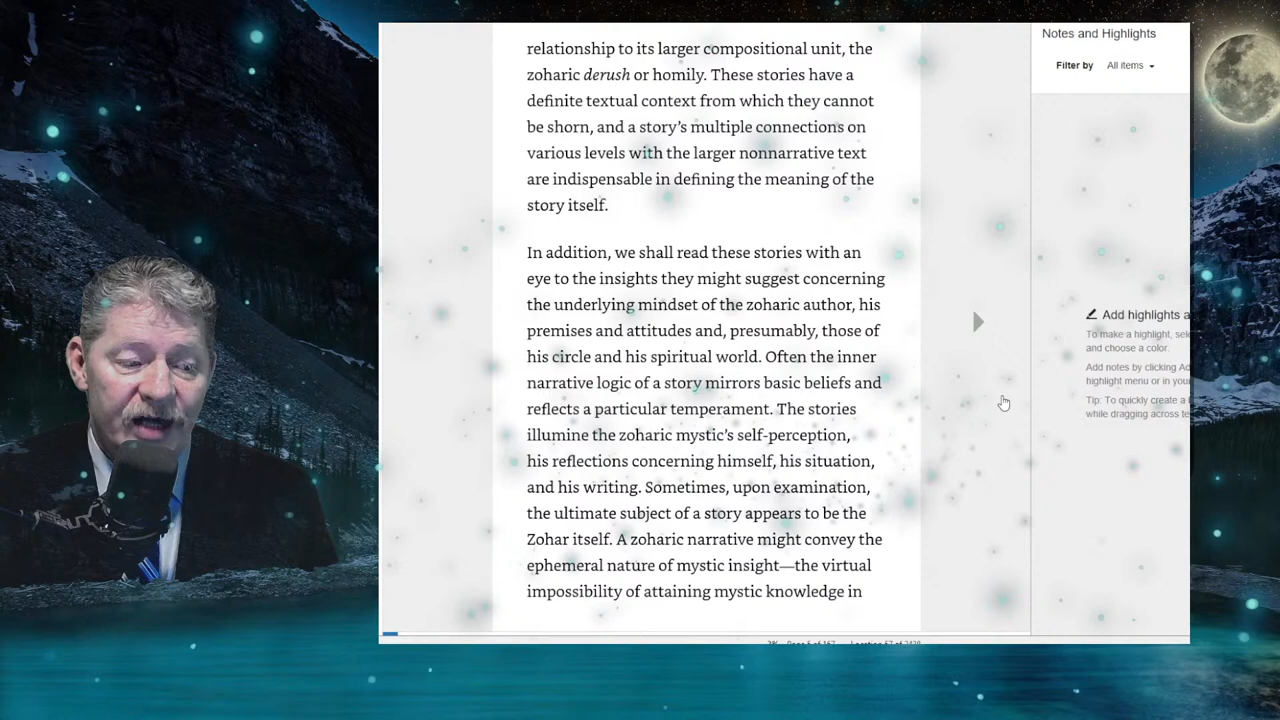 relationship to its larger compositional unit, the
zoharic derush or homily. These stories have a
definite textual context from which they cannot
be shorn, and a story’s multiple connections on
various levels with the larger nonnarrative text
are indispensable in defining the meaning of the
story itself.
In addition, we shall read these stories with an
eye to the insights they might suggest concerning
the underlying mindset of the zoharic author, his
premises and attitudes and, presumably, those of
his circle and his spiritual world. Often the inner
narrative logic of a story mirrors basic beliefs and
reflects a particular temperament. The stories
illumine the zoharic mystic’s self-perception,
his reflections concerning himself, his situation,
and his writing. Sometimes, upon examination,
the ultimate subject of a story appears to be the
Zohar itself. A zoharic narrative might convey the
ephemeral nature of mystic insight—the virtual
impossibility of attaining mystic knowledge in
Notes and Highlights
Filter by All items
Add highlights a
To make a highlight, sele
and choose a color.
Add notes by clicking Ad
highlight menu or in your
Tip: To quickly create a h
while dragging across te